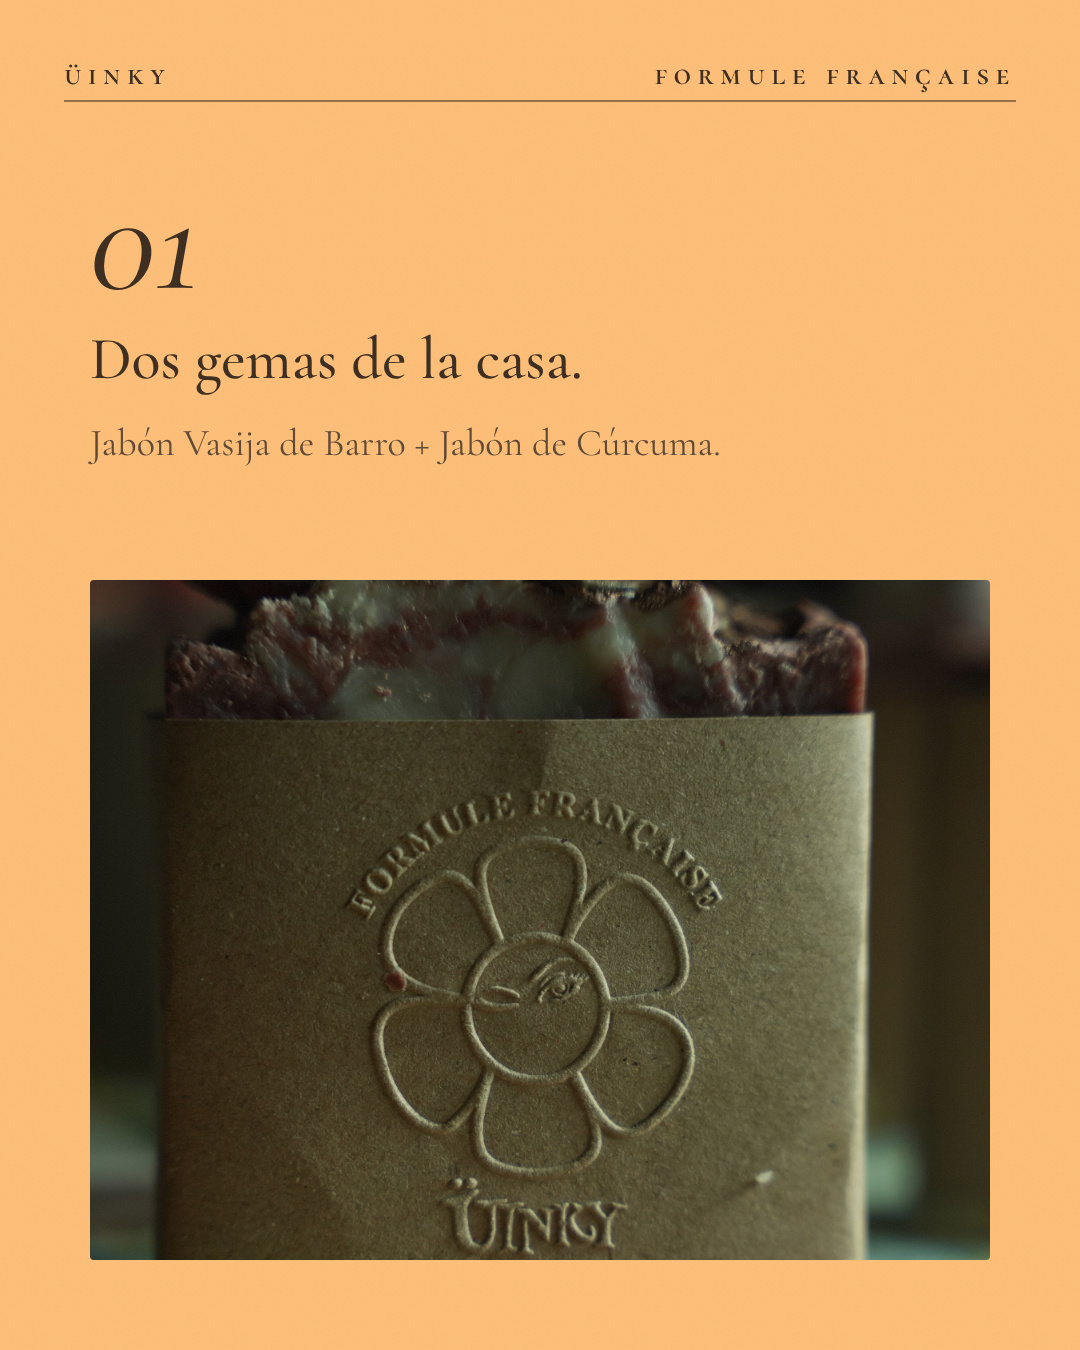 ÜINKY
FORMULE FRANÇAISE
01
Dos gemas de la casa.
Jabón Vasija de Barro + Jabón de Cúrcuma.
FORMULE FRANÇAISE
ÜINKY